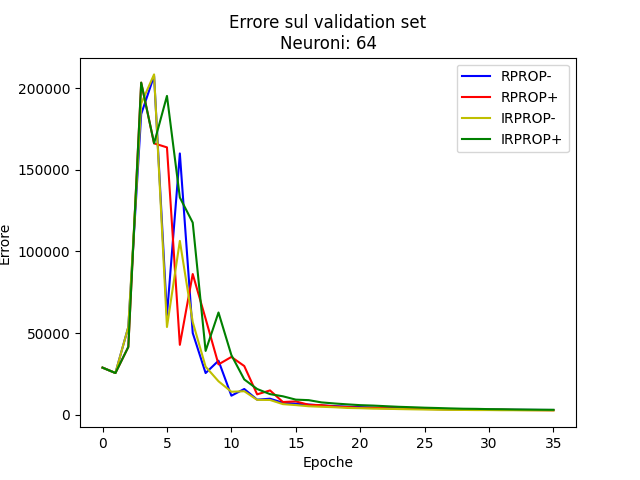 Errore sul validation set
Neuroni: 64
RPROP-
RPROP+
IRPROP-
IRPROP+
200000
150000
100000
50000
0
Errore
0 5 10 15 20 25 30 35
Epoche